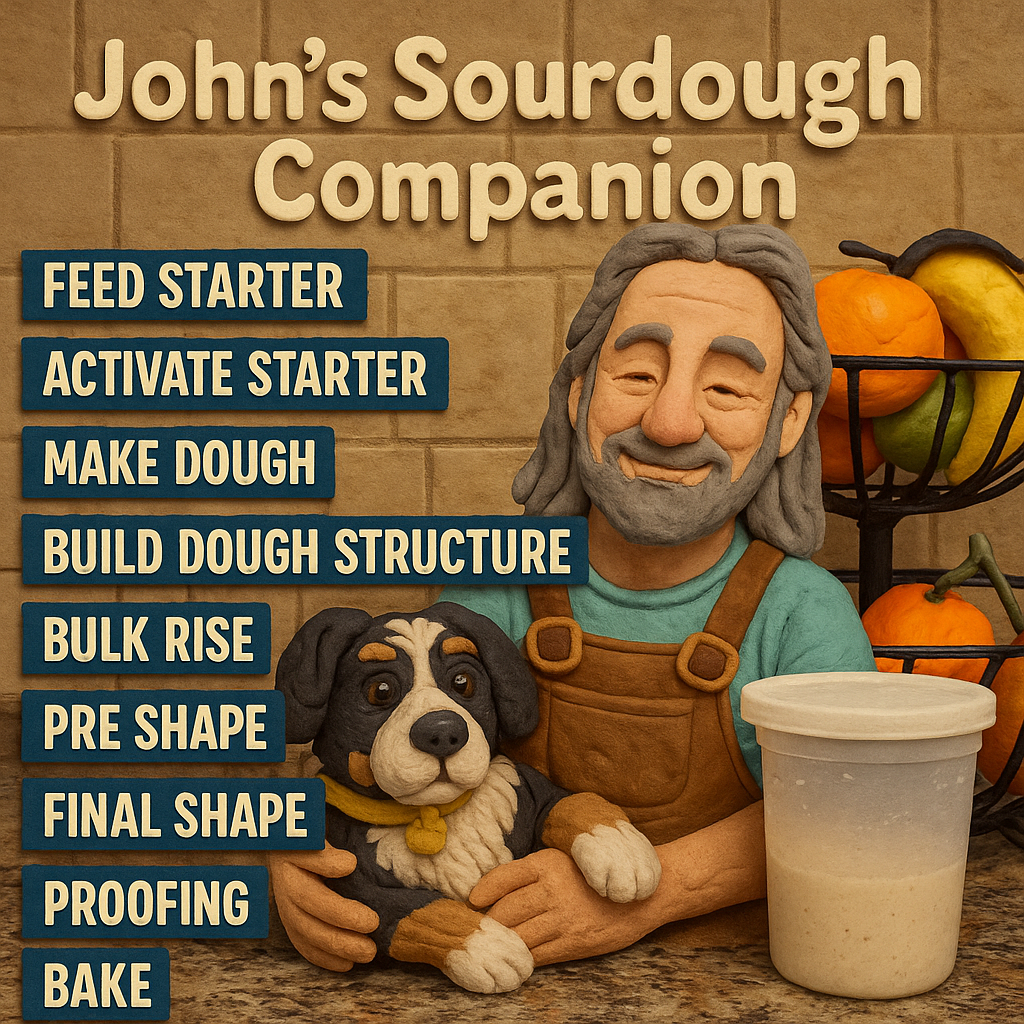 John's Sourdough
Companion
FEED STARTER
ACTIVATE STARTER
MAKE DOUGH
BUILD DOUGH STRUCTURE
BULK RISE
PRE SHAPE
FINAL SHAPE
PROOFING
BAKE